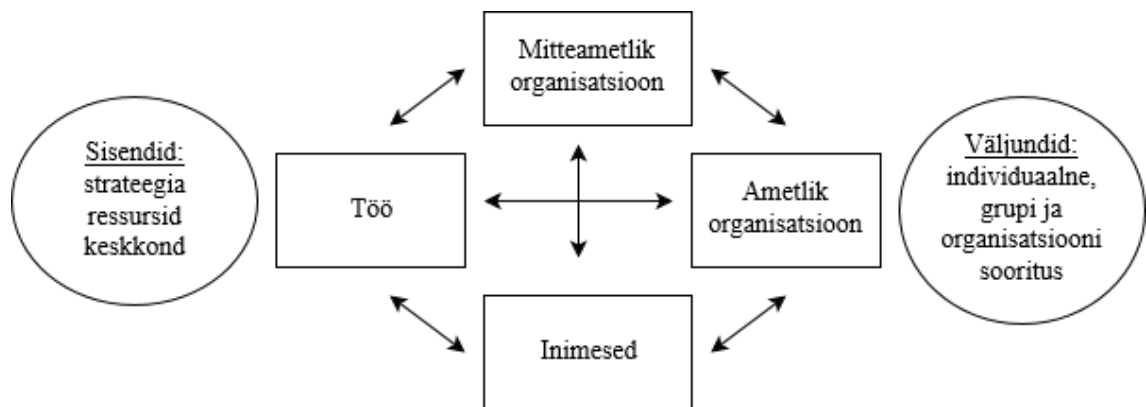 Mitteametlik
organisatsioon
Sisendid:
strateegia
ressursid
keskkond
Töö
Ametlik
organisatsioon
Väljundid:
individuaalne,
grupi ja
organisatsiooni
sooritus
Inimesed